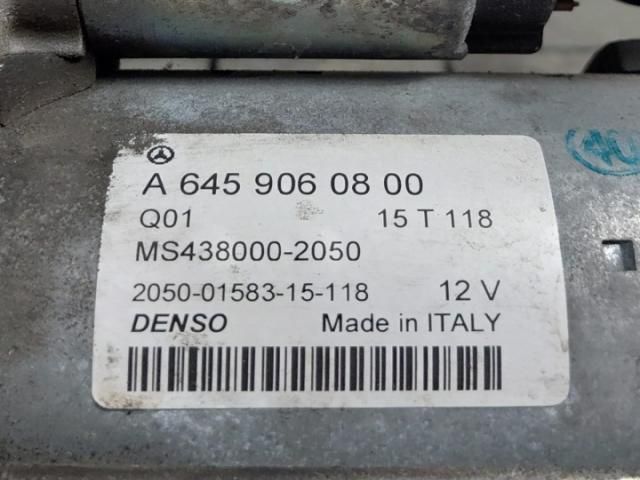 A 645 906 08 00
Q01 15 T 118
MS438000-2050
2050-01583-15-118 12 V
DENSO Made in ITALY